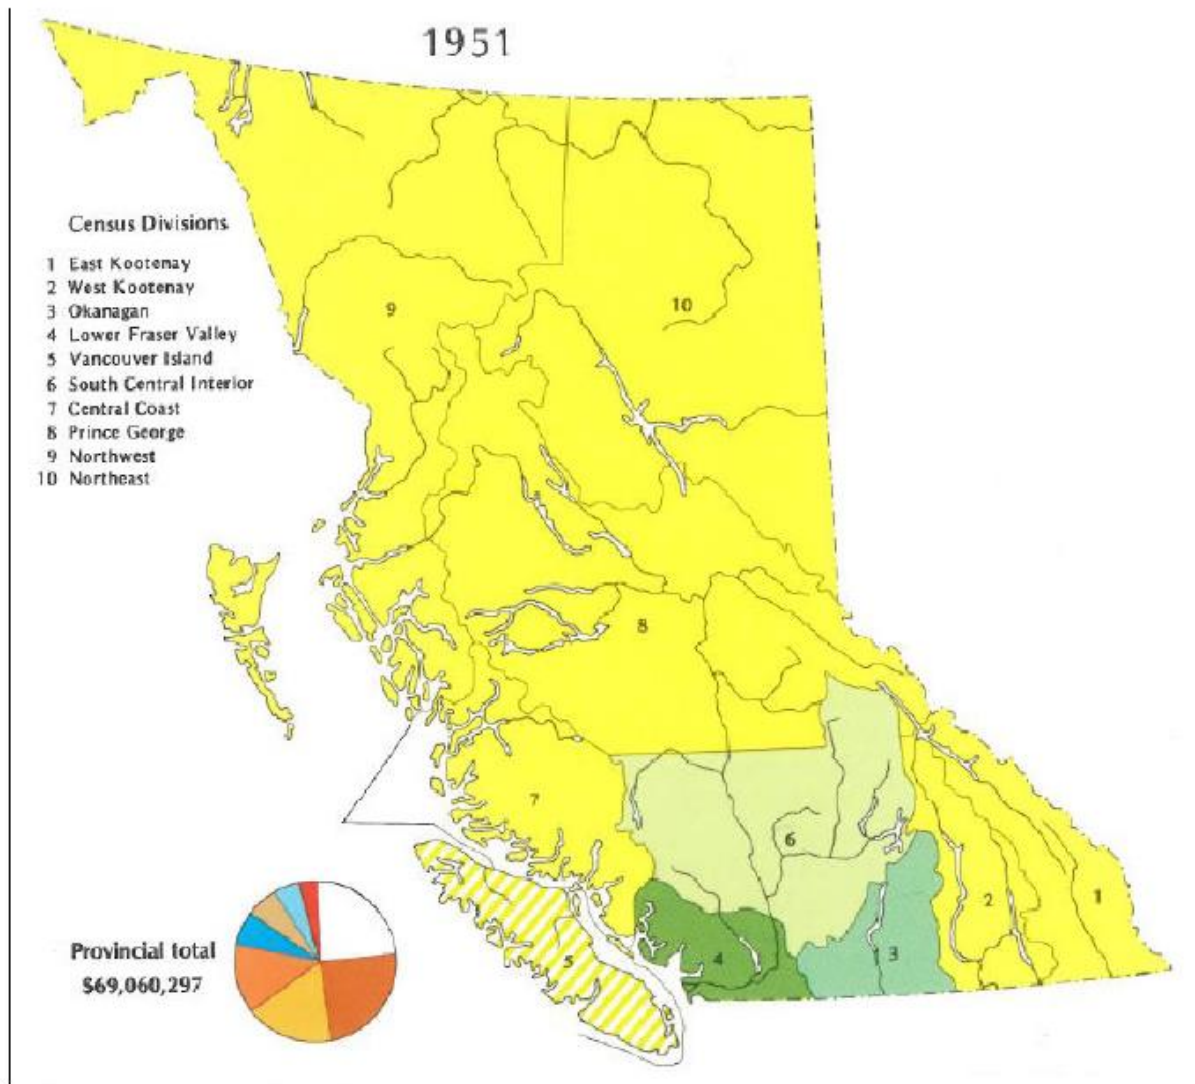 1951
Census Divisions
1 East Kootenay
2 West Kootenay
3 Okanagan
4 Lower Fraser Valley
5 Vancouver Island
6 South Central Interior
7 Central Coast
8 Prince George
9 Northwest
10 Northeast
9
10
8
7
6
5
4
3
2
1
Provincial total
$69,060,297